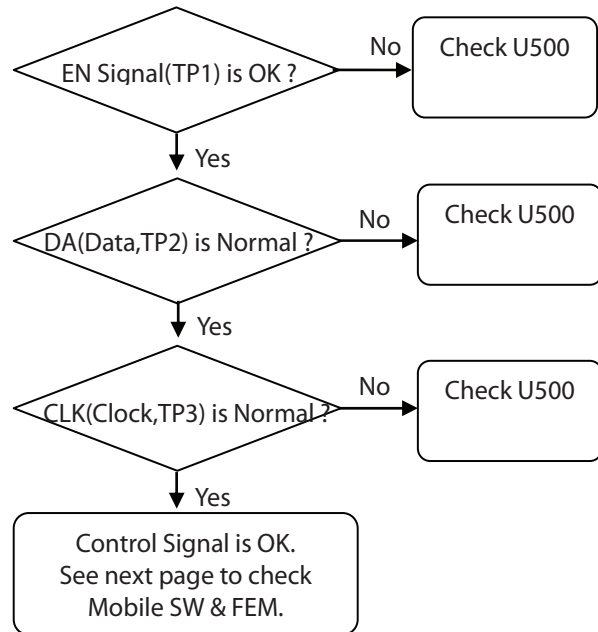 EN Signal(TP1) is OK ?
No
Check U500
Yes
DA(Data,TP2) is Normal ?
No
Check U500
Yes
CLK(Clock,TP3) is Normal ?
No
Check U500
Yes
Control Signal is OK.
See next page to check
Mobile SW & FEM.